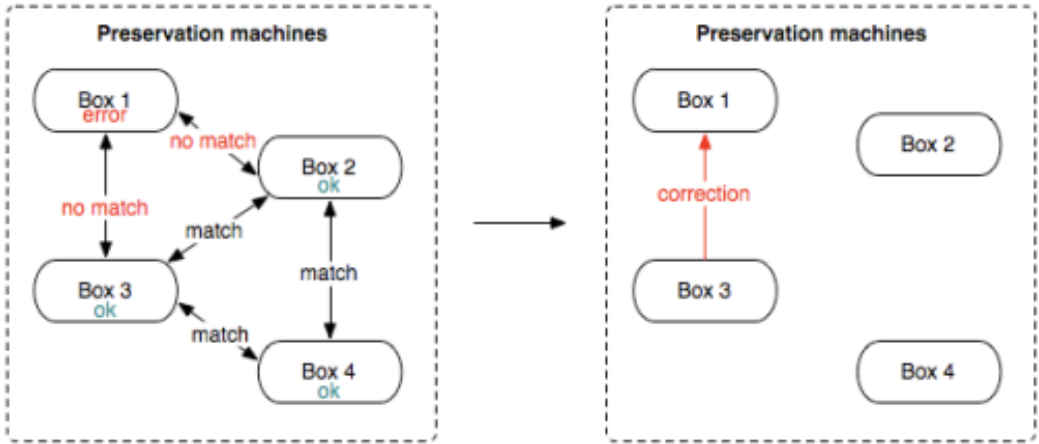 Preservation machines
Box 1
error
no match
Box 2
ok
no match
match
match
Box 3
ok
match
Box 4
ok
Preservation machines
Box 1
Box 2
correction
Box 3
Box 4